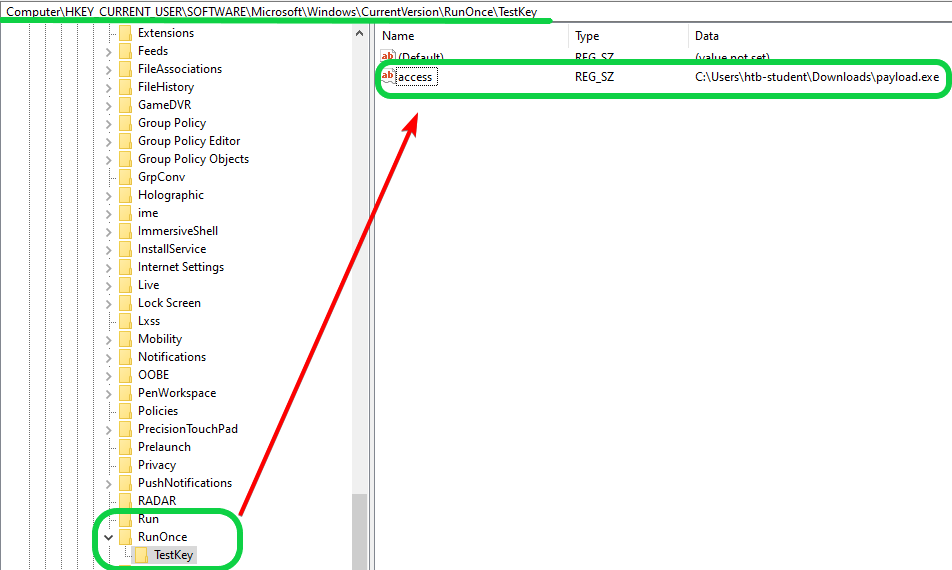 Computer\HKEY_CURRENT_USER\SOFTWARE\Microsoft\Windows\CurrentVersion\RunOnce\TestKey
Extensions
Feeds
FileAssociations
FileHistory
GameDVR
Group Policy
Group Policy Editor
Group Policy Objects
GrpConv
Holographic
ime
ImmersiveShell
InstallService
Internet Settings
Live
Lock Screen
Lxss
Mobility
Notifications
OOBE
PenWorkspace
Policies
PrecisionTouchPad
Prelaunch
Privacy
PushNotifications
RADAR
Run
RunOnce
TestKey
Name Type Data
ab (Default) REG_SZ (value not set)
ab access REG_SZ C:\Users\htb-student\Downloads\payload.exe